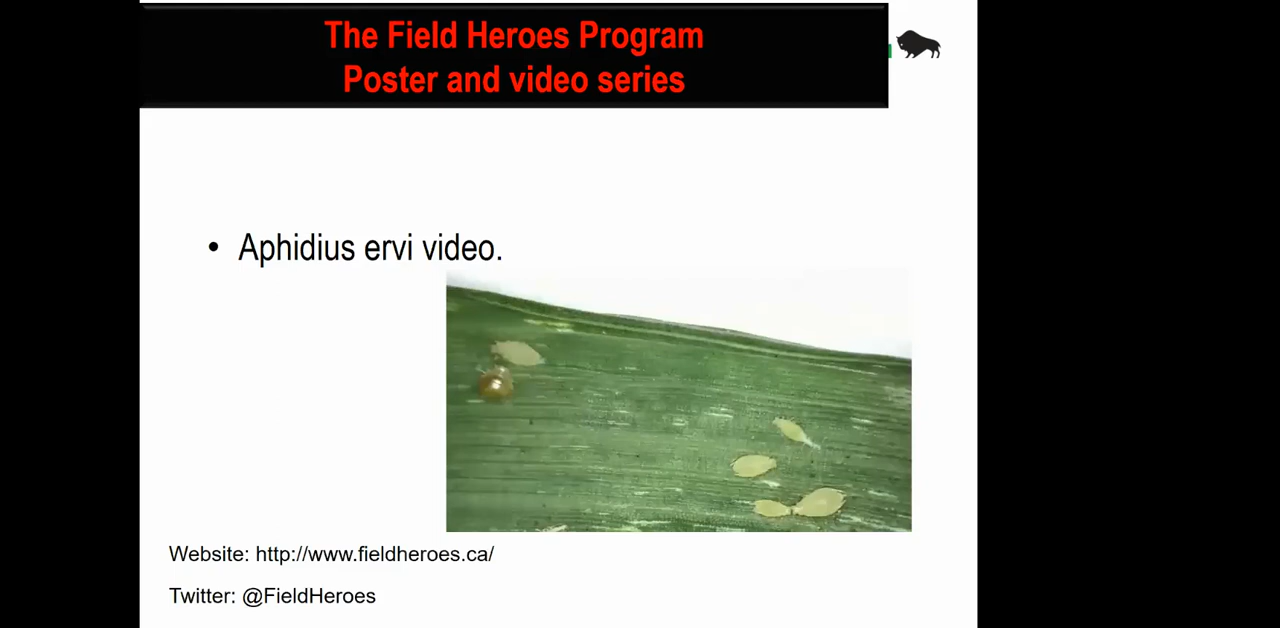 The Field Heroes Program
Poster and video series
• Aphidius ervi video.
Website: http://www.fieldheroes.ca/
Twitter: @FieldHeroes